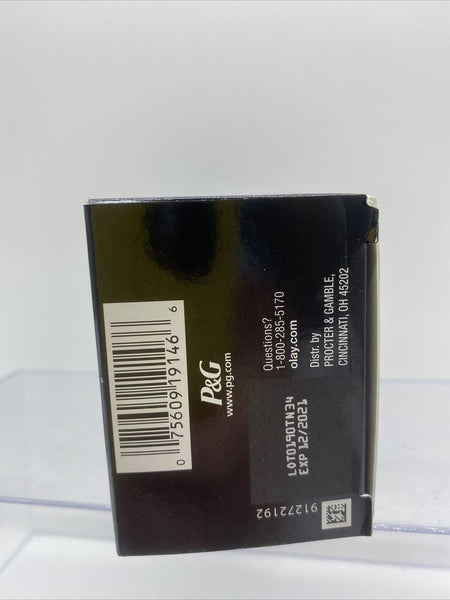 0 75609 19146 6
P&G
www.pg.com
Questions?
1-800-285-5170
olay.com
Distr. by
PROCTER & GAMBLE,
CINCINNATI, OH 45202
LOT0190TN34
EXP 12/2021
91272192